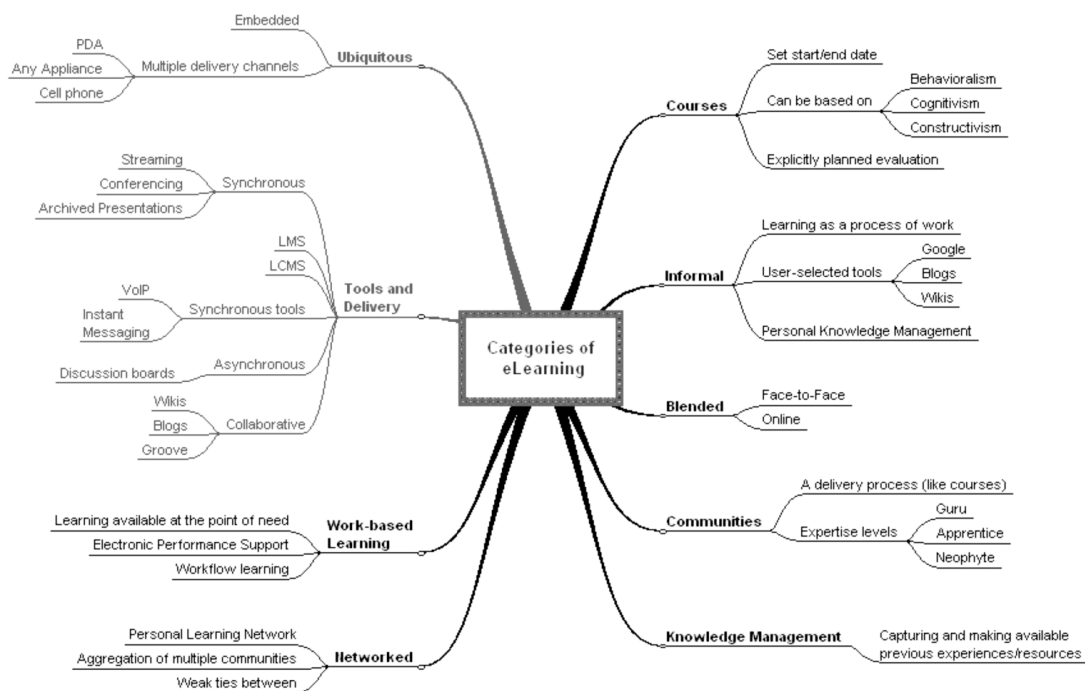 Embedded
PDA
Any Appliance
Cell phone
Multiple delivery channels
Ubiquitous
Streaming
Conferencing
Archived Presentations
Synchronous
LMS
LCMS
VoIP
Instant
Messaging
Synchronous tools
Discussion boards
Asynchronous
Wikis
Blogs
Groove
Collaborative
Tools and
Delivery
Learning available at the point of need
Electronic Performance Support
Workflow learning
Work-based
Learning
Personal Learning Network
Aggregation of multiple communities
Weak ties between
Networked
Categories of
eLearning
Courses
Set start/end date
Can be based on
Behavioralism
Cognitivism
Constructivism
Explicitly planned evaluation
Informal
Learning as a process of work
User-selected tools
Google
Blogs
Wikis
Personal Knowledge Management
Blended
Face-to-Face
Online
Communities
A delivery process (like courses)
Expertise levels
Guru
Apprentice
Neophyte
Knowledge Management
Capturing and making available
previous experiences/resources